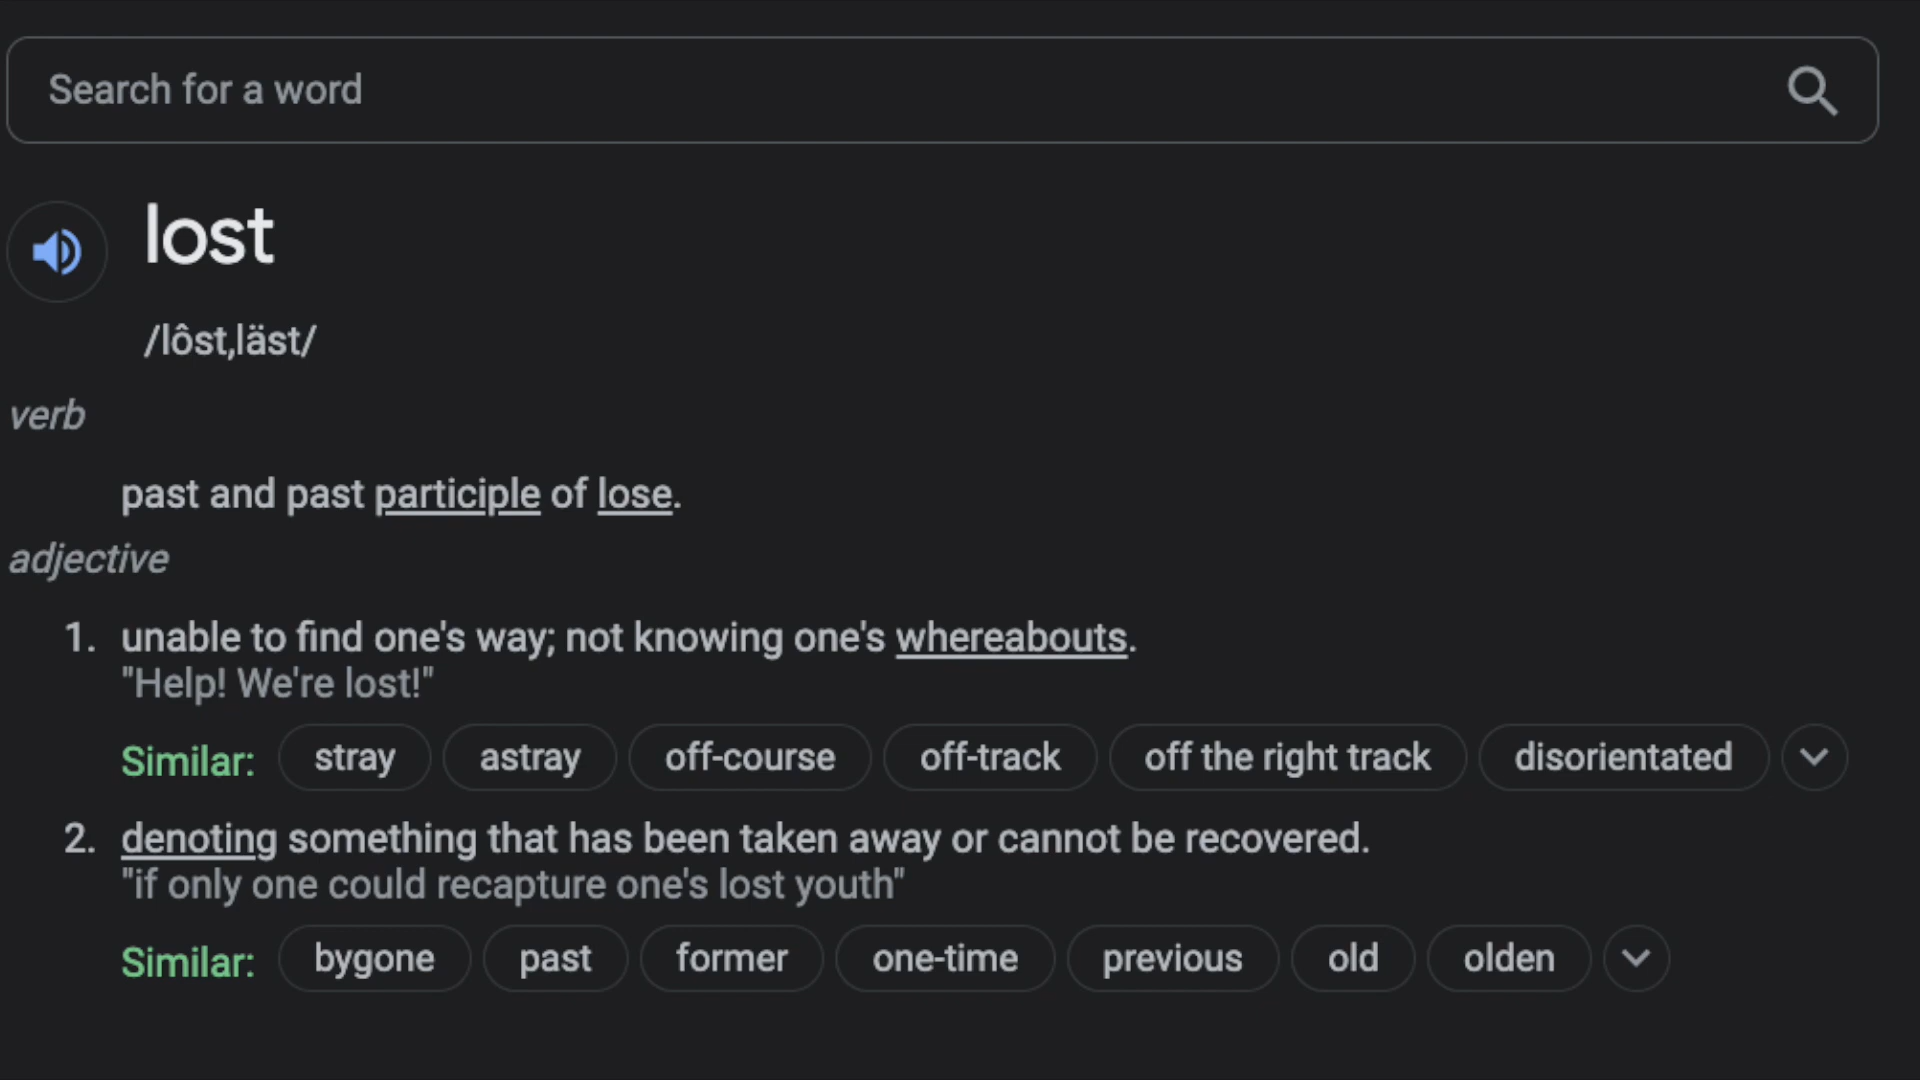 Search for a word
lost
/lôst,läst/
verb
past and past participle of lose.
adjective
1. unable to find one's way; not knowing one's whereabouts.
"Help! We're lost!"
Similar: stray astray off-course off-track off the right track disorientated
2. denoting something that has been taken away or cannot be recovered.
"if only one could recapture one's lost youth"
Similar: bygone past former one-time previous old olden